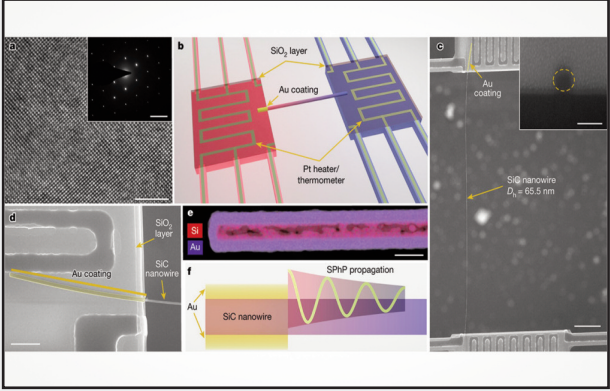 a
b
SiO2 layer
Au coating
Pt heater/
thermometer
c
Au
coating
SiC nanowire
Dh = 65.5 nm
d
SiO2
layer
Au coating
SiC
nanowire
e
Si
Au
f
SPhP propagation
Au
SiC nanowire